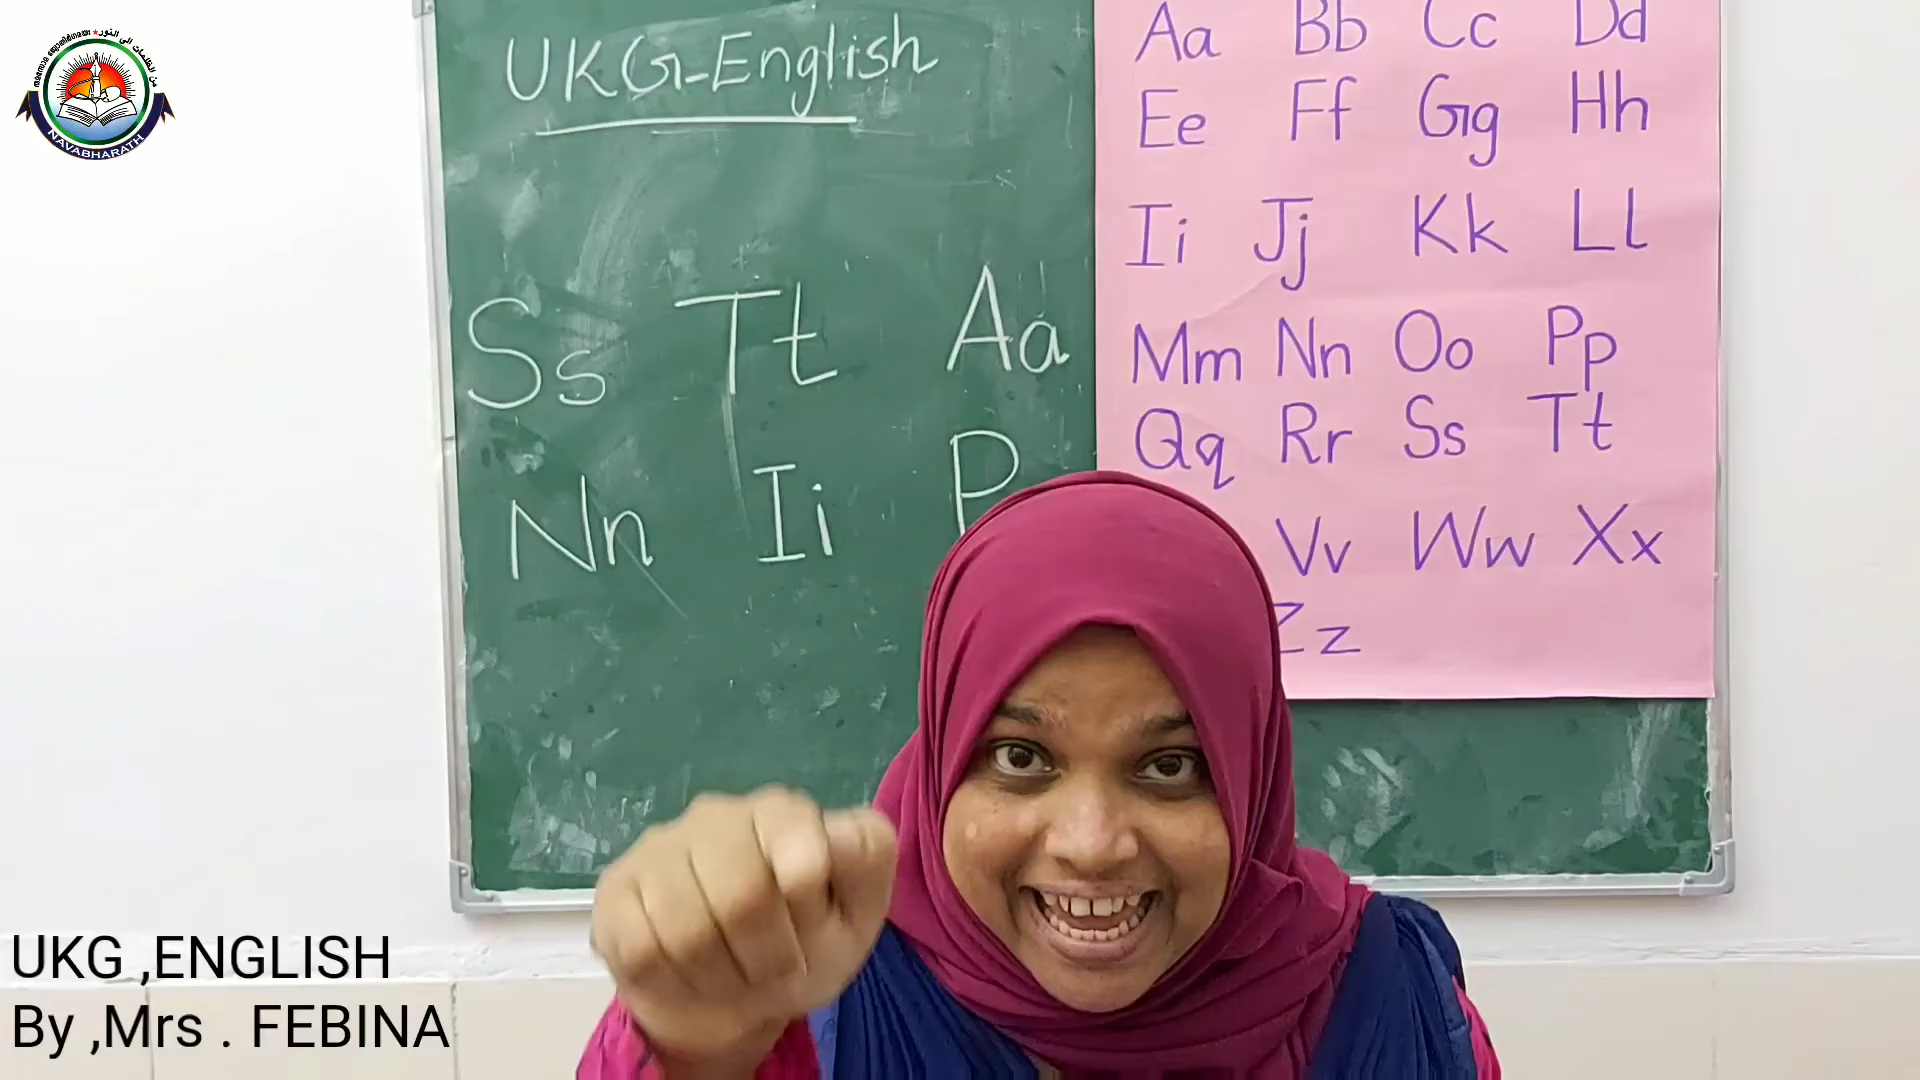 UKG-English
Ss Tt Aa
Nn Ii P
Aa Bb Cc Dd
Ee Ff Gg Hh
Ii Jj Kk Ll
Mm Nn Oo Pp
Qq Rr Ss Tt
Vv Ww Xx
Zz
NAVABHARATH
UKG ,ENGLISH
By ,Mrs . FEBINA